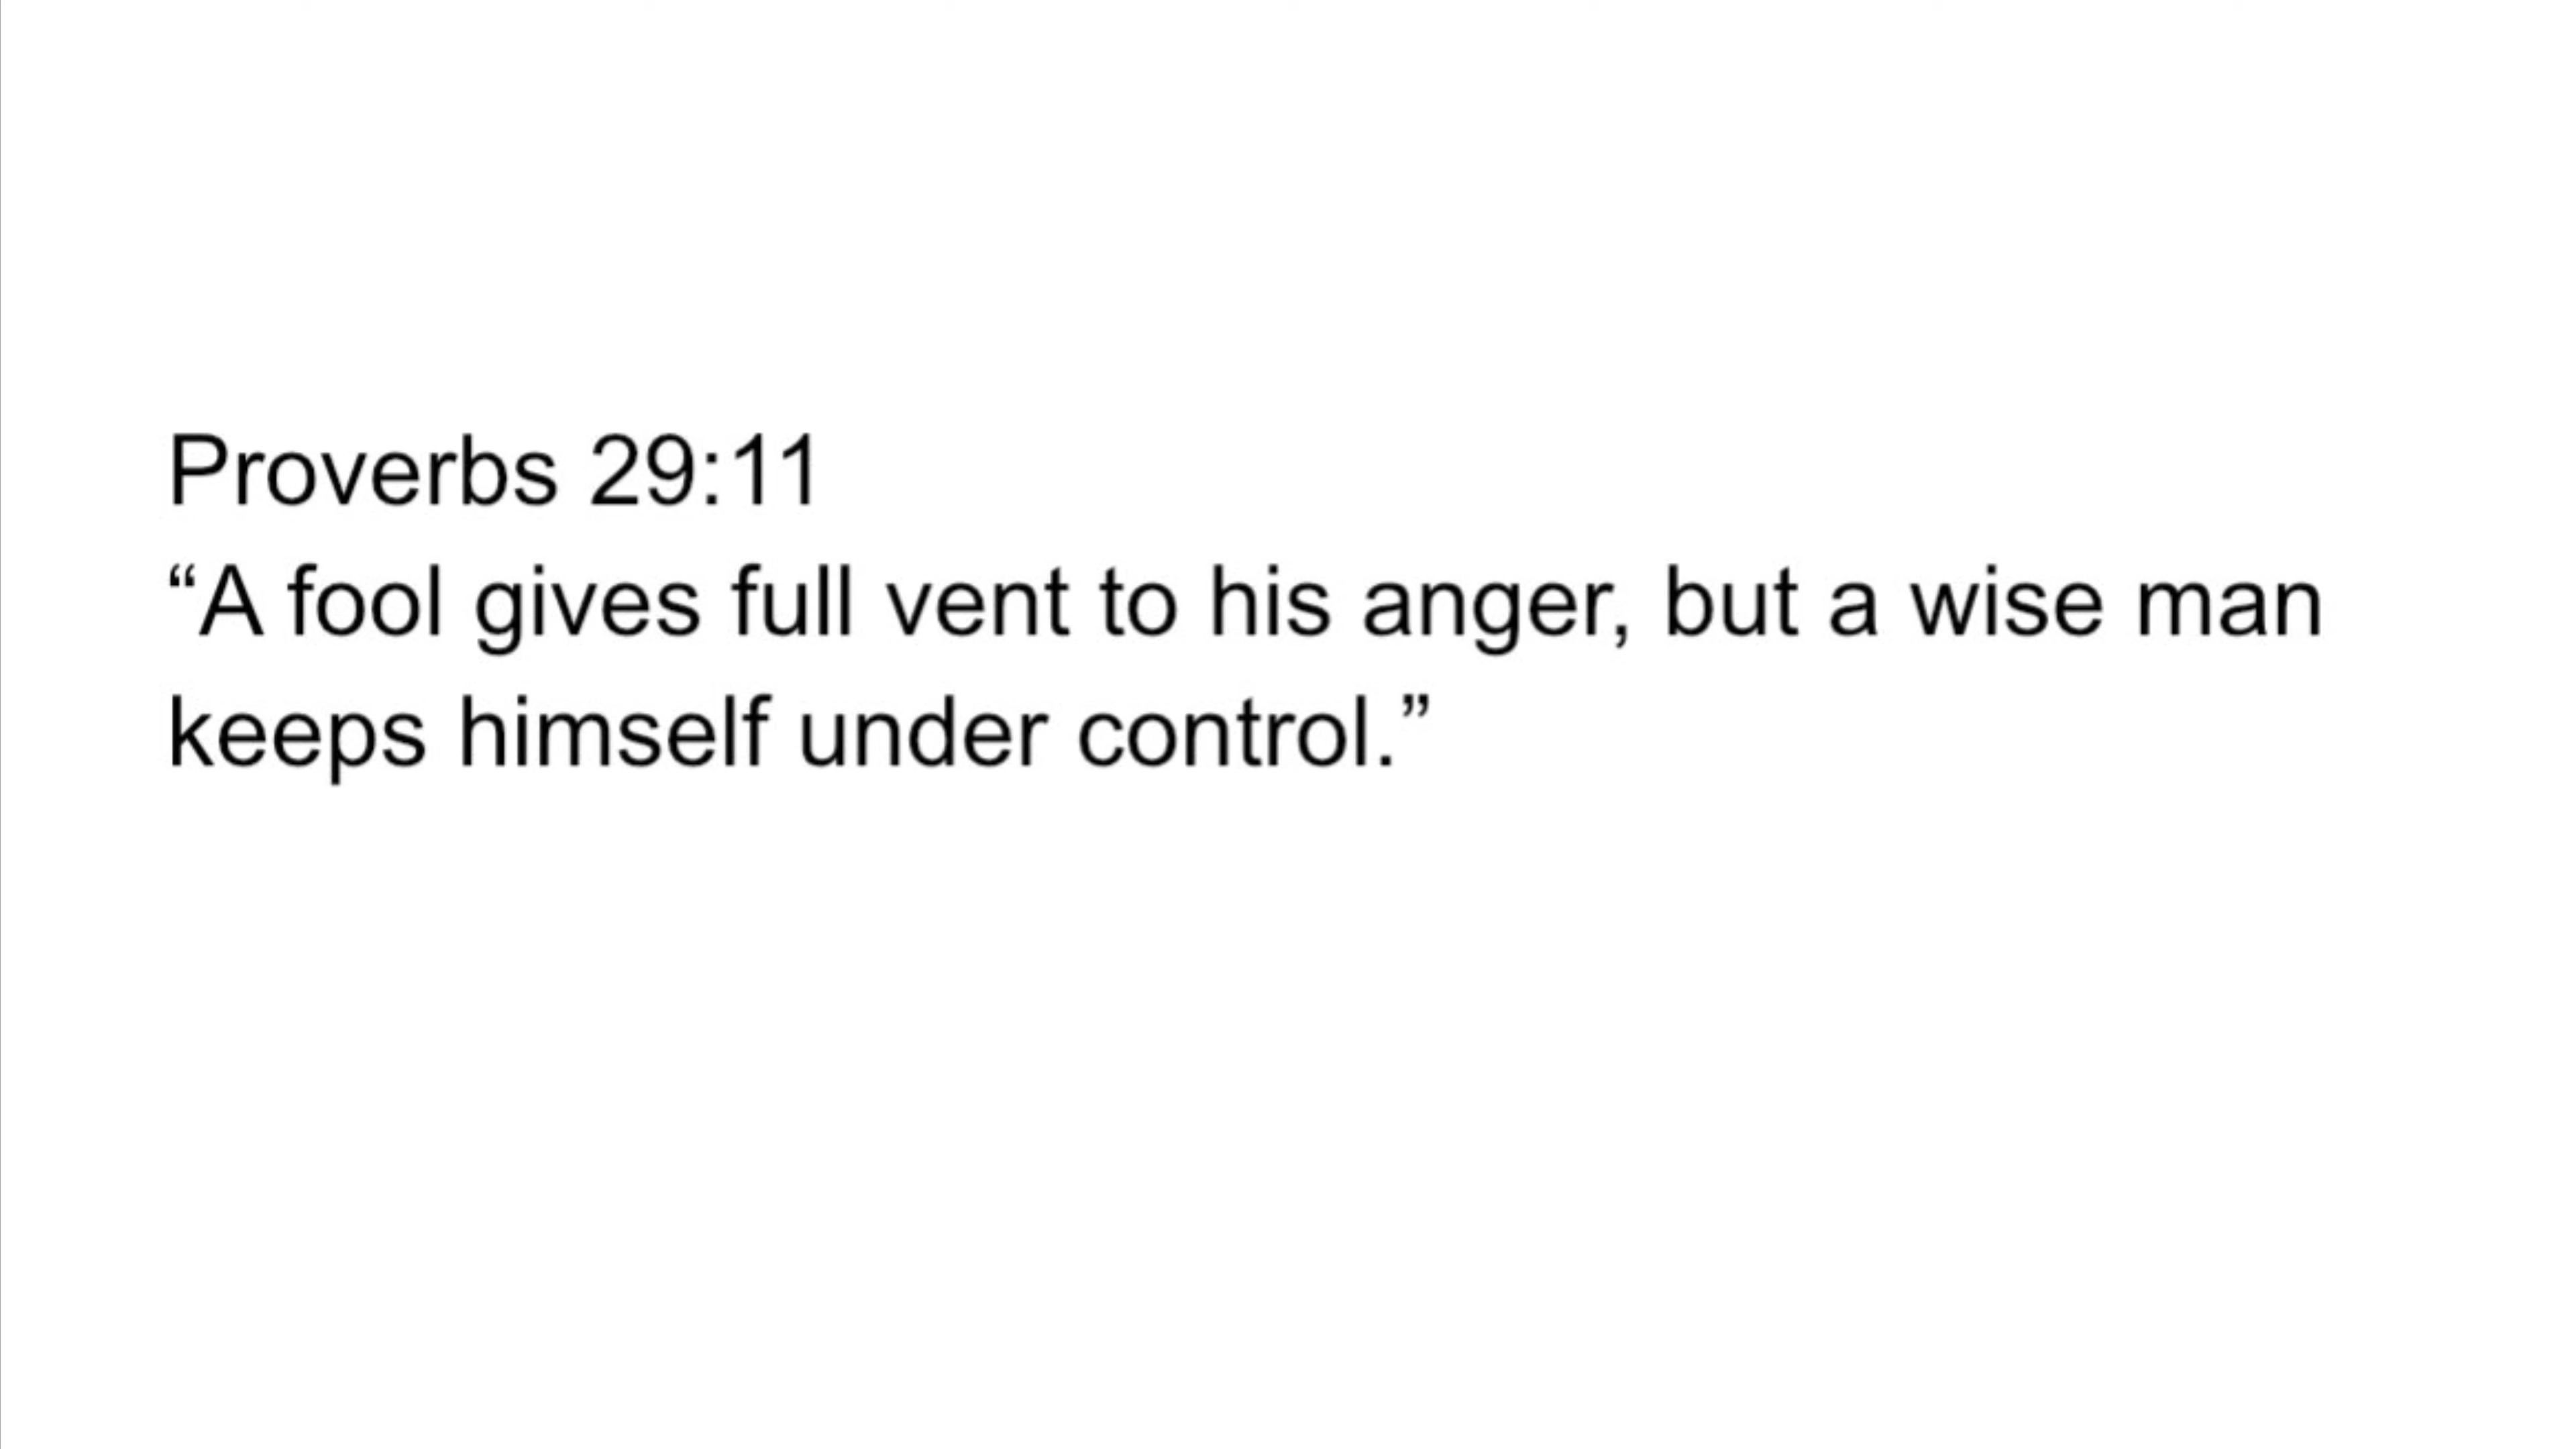 Proverbs 29:11
“A fool gives full vent to his anger, but a wise man
keeps himself under control.”